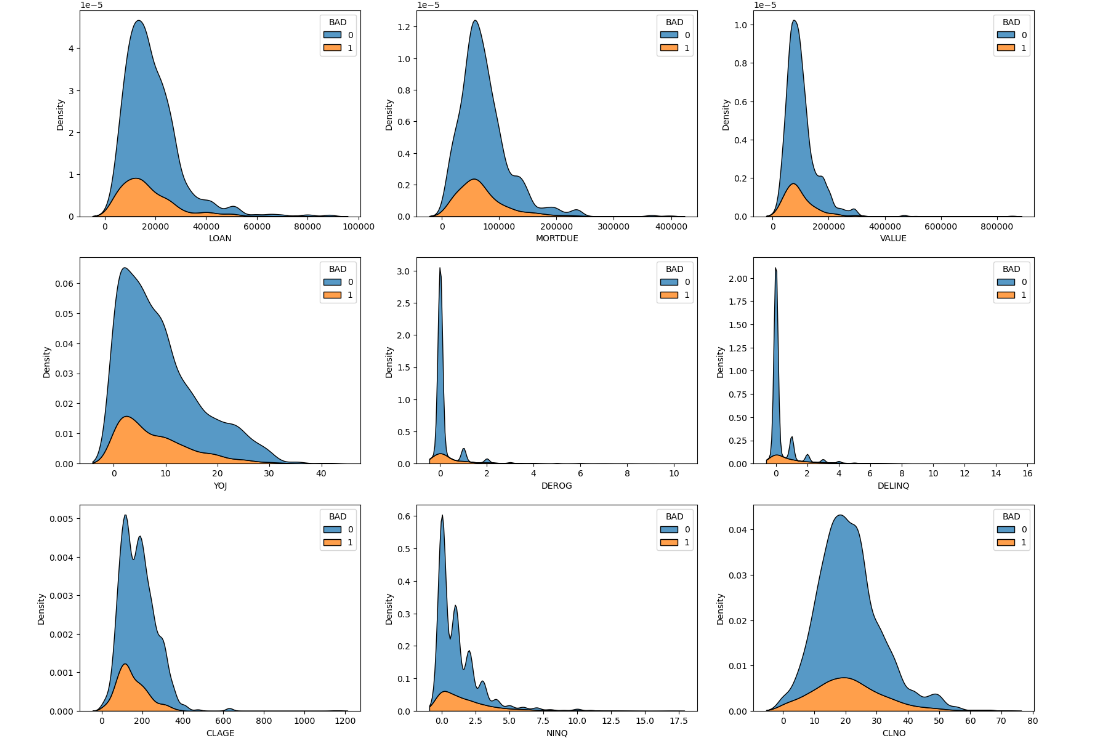 1e−5
Density
4
3
2
1
0
0 20000 40000 60000 80000 100000
LOAN
BAD
0
1
1e−5
Density
1.2
1.0
0.8
0.6
0.4
0.2
0.0
0 100000 200000 300000 400000
MORTDUE
BAD
0
1
1e−5
Density
1.0
0.8
0.6
0.4
0.2
0.0
0 200000 400000 600000 800000
VALUE
BAD
0
1
Density
0.06
0.05
0.04
0.03
0.02
0.01
0.00
0 10 20 30 40
YOJ
BAD
0
1
Density
3.0
2.5
2.0
1.5
1.0
0.5
0.0
0 2 4 6 8 10
DEROG
BAD
0
1
Density
2.00
1.75
1.50
1.25
1.00
0.75
0.50
0.25
0.00
0 2 4 6 8 10 12 14 16
DELINQ
BAD
0
1
Density
0.005
0.004
0.003
0.002
0.001
0.000
0 200 400 600 800 1000 1200
CLAGE
BAD
0
1
Density
0.6
0.5
0.4
0.3
0.2
0.1
0.0
0.0 2.5 5.0 7.5 10.0 12.5 15.0 17.5
NINQ
BAD
0
1
Density
0.04
0.03
0.02
0.01
0.00
0 10 20 30 40 50 60 70 80
CLNO
BAD
0
1